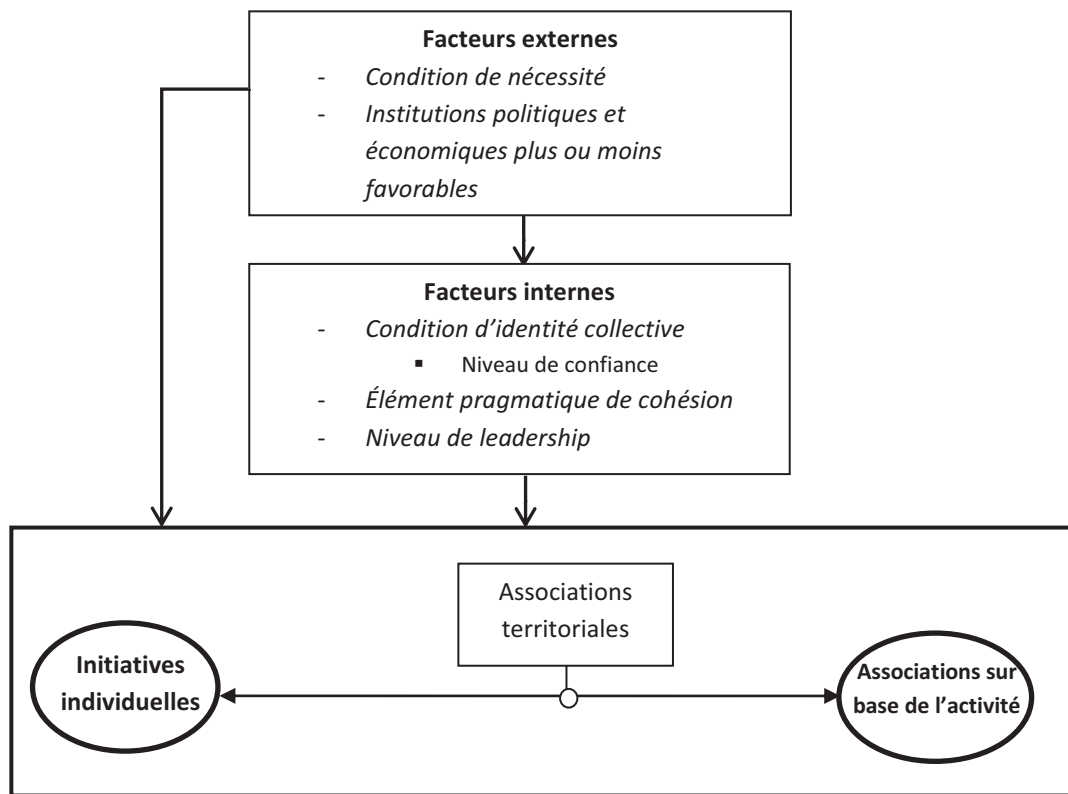 Facteurs externes
- Condition de nécessité
- Institutions politiques et
économiques plus ou moins
favorables
Facteurs internes
- Condition d’identité collective
▪ Niveau de confiance
- Élément pragmatique de cohésion
- Niveau de leadership
Associations
territoriales
Initiatives
individuelles
Associations sur
base de l’activité